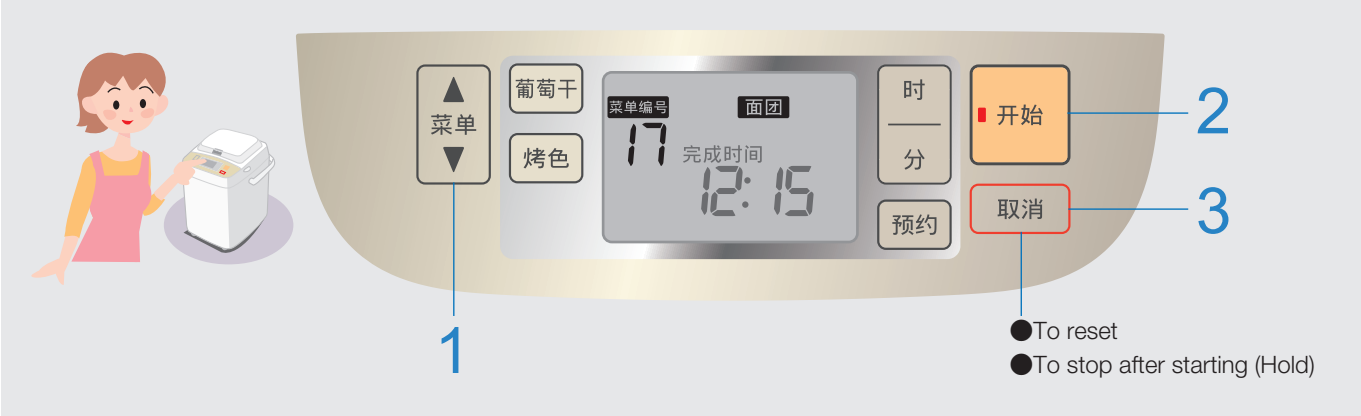 ▲
菜单
▼
葡萄干
烤色
菜单编号
面团
17
完成时间
12:15
时
分
预约
开始
取消
1
2
3
●To reset
●To stop after starting (Hold)